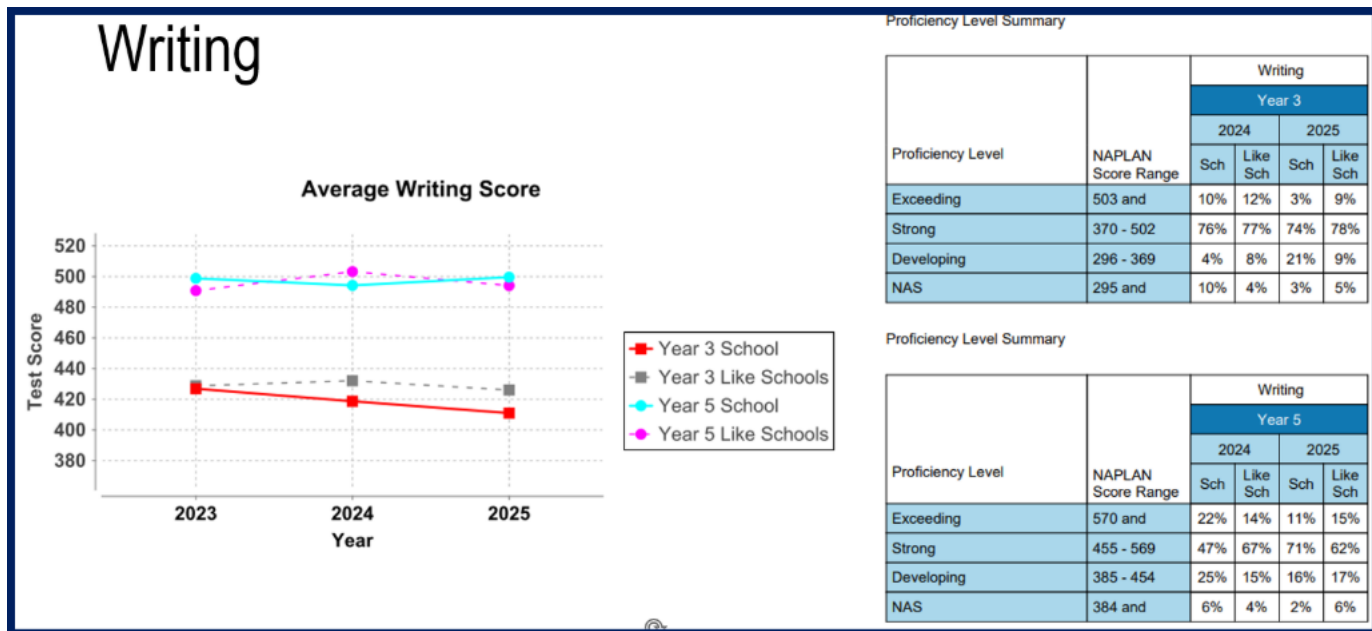 Writing
Average Writing Score
520
500
480
460
440
420
400
380
Test Score
2023 2024 2025
Year
Year 3 School
Year 3 Like Schools
Year 5 School
Year 5 Like Schools
Proficiency Level Summary
Writing
Year 3
2024 2025
Proficiency Level NAPLAN Score Range Sch Like Sch Sch Like Sch
Exceeding 503 and 10% 12% 3% 9%
Strong 370 - 502 76% 77% 74% 78%
Developing 296 - 369 4% 8% 21% 9%
NAS 295 and 10% 4% 3% 5%
Proficiency Level Summary
Writing
Year 5
2024 2025
Proficiency Level NAPLAN Score Range Sch Like Sch Sch Like Sch
Exceeding 570 and 22% 14% 11% 15%
Strong 455 - 569 47% 67% 71% 62%
Developing 385 - 454 25% 15% 16% 17%
NAS 384 and 6% 4% 2% 6%